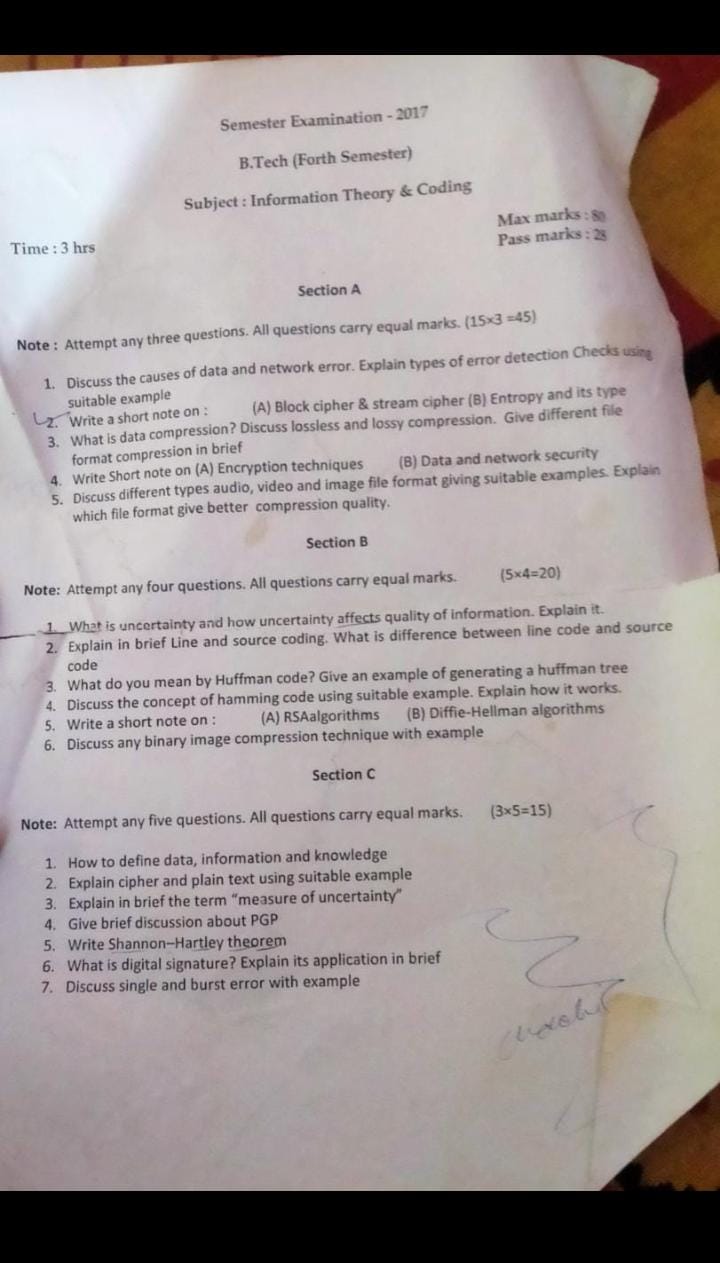 Semester Examination - 2017
B.Tech (Forth Semester)
Subject : Information Theory & Coding
Max marks : 80
Time : 3 hrs
Pass marks : 28
Section A
Note : Attempt any three questions. All questions carry equal marks. (15×3 =45)
1. Discuss the causes of data and network error. Explain types of error detection Checks using
suitable example
2. Write a short note on : (A) Block cipher & stream cipher (B) Entropy and its type
3. What is data compression? Discuss lossless and lossy compression. Give different file
format compression in brief
4. Write Short note on (A) Encryption techniques (B) Data and network security
5. Discuss different types audio, video and image file format giving suitable examples. Explain
which file format give better compression quality.
Section B
Note: Attempt any four questions. All questions carry equal marks. (5×4=20)
1. What is uncertainty and how uncertainty affects quality of information. Explain it.
2. Explain in brief Line and source coding. What is difference between line code and source
code
3. What do you mean by Huffman code? Give an example of generating a huffman tree
4. Discuss the concept of hamming code using suitable example. Explain how it works.
5. Write a short note on : (A) RSAalgorithms (B) Diffie-Hellman algorithms
6. Discuss any binary image compression technique with example
Section C
Note: Attempt any five questions. All questions carry equal marks. (3×5=15)
1. How to define data, information and knowledge
2. Explain cipher and plain text using suitable example
3. Explain in brief the term "measure of uncertainty"
4. Give brief discussion about PGP
5. Write Shannon–Hartley theorem
6. What is digital signature? Explain its application in brief
7. Discuss single and burst error with example